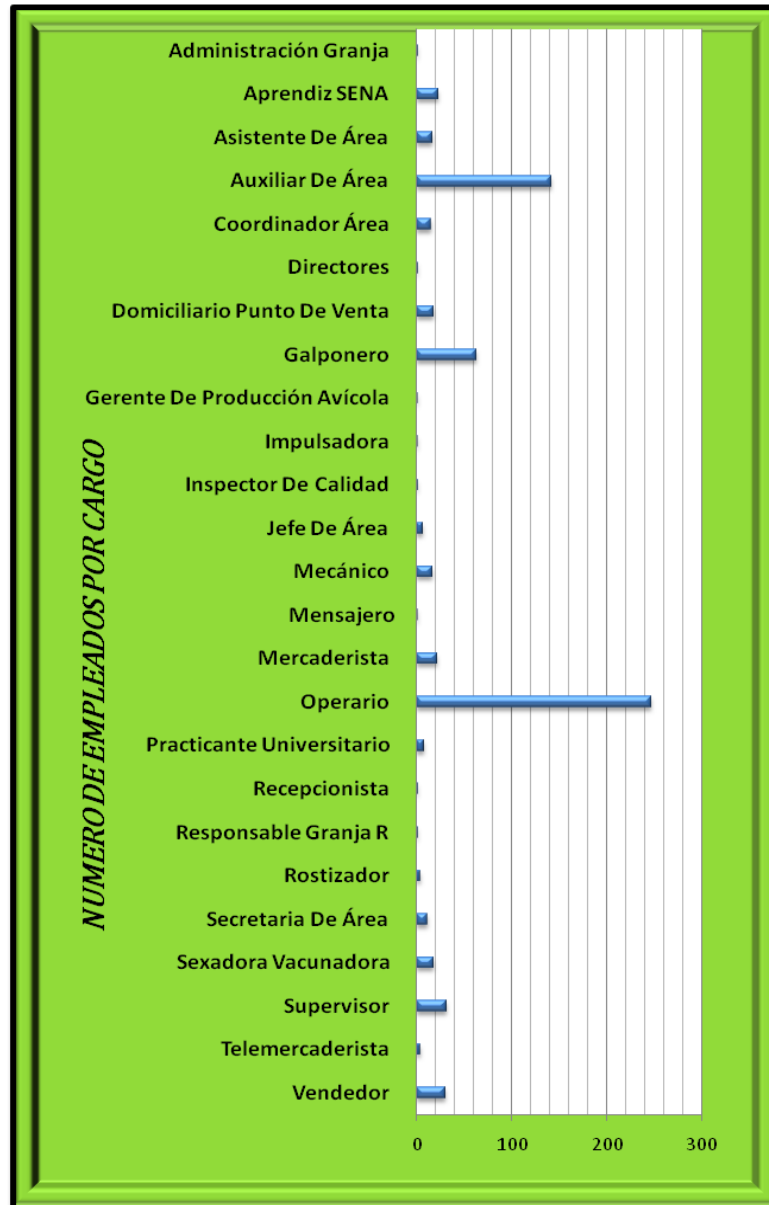 NUMERO DE EMPLEADOS POR CARGO
Administración Granja
Aprendiz SENA
Asistente De Área
Auxiliar De Área
Coordinador Área
Directores
Domiciliario Punto De Venta
Galponero
Gerente De Producción Avícola
Impulsadora
Inspector De Calidad
Jefe De Área
Mecánico
Mensajero
Mercaderista
Operario
Practicante Universitario
Recepcionista
Responsable Granja R
Rostizador
Secretaria De Área
Sexadora Vacunadora
Supervisor
Telemercaderista
Vendedor
0 100 200 300